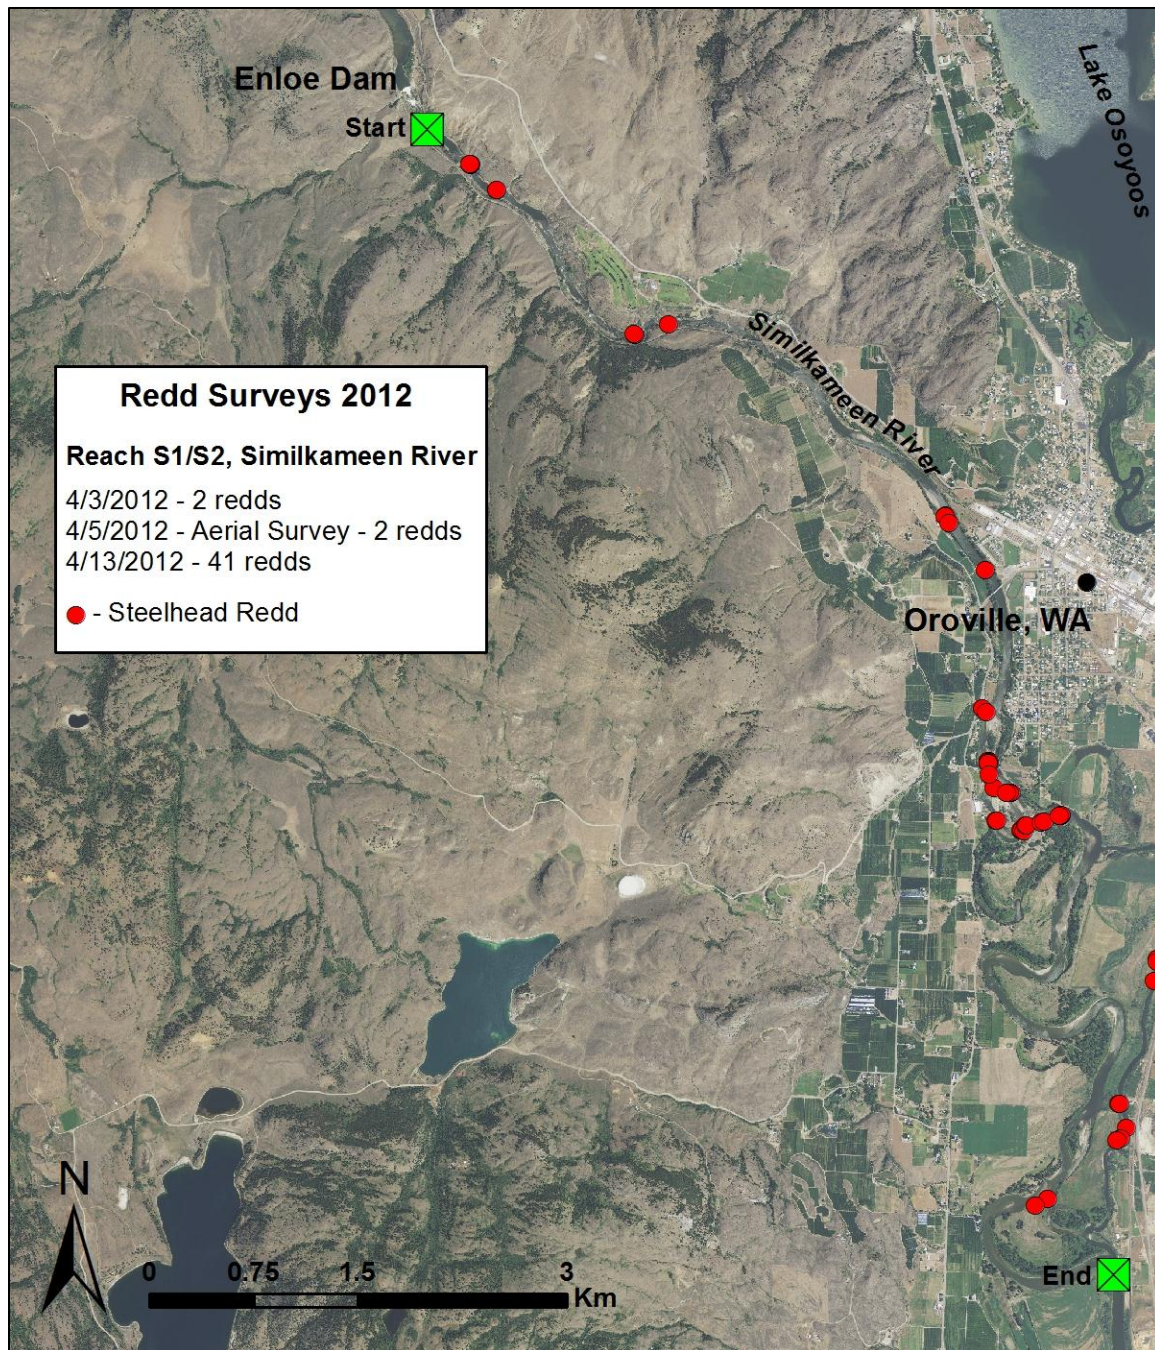 Enloe Dam
Start
Lake Osoyoos
Similkameen River
Redd Surveys 2012
Reach S1/S2, Similkameen River
4/3/2012 - 2 redds
4/5/2012 - Aerial Survey - 2 redds
4/13/2012 - 41 redds
- Steelhead Redd
Oroville, WA
N
0 0.75 1.5 3
Km
End